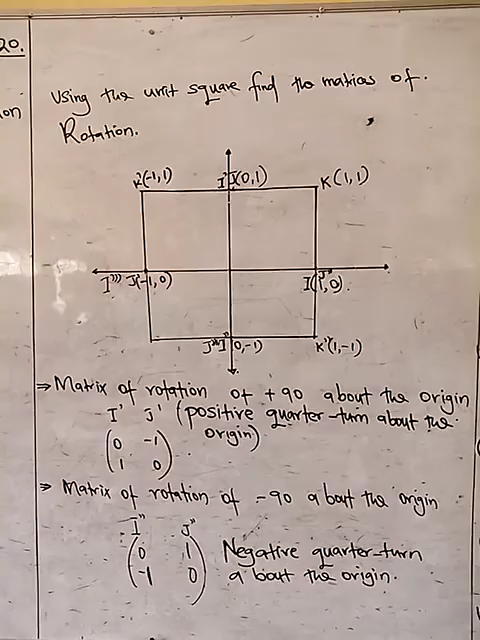 20.
on
Using the unit square find the matrices of.
Rotation.
K'(-1,1) I' J(0,1) K(1,1)
I''' J'(-1,0) I(1,0).
J''' I''(0,-1) K''(1,-1)
⇒ Matrix of rotation of +90 about the origin
I' J' (positive quarter-turn about the origin)
0 -1
1 0
⇒ Matrix of rotation of -90 about the origin
I'' J''
0 1 Negative quarter-turn
-1 0 about the origin.